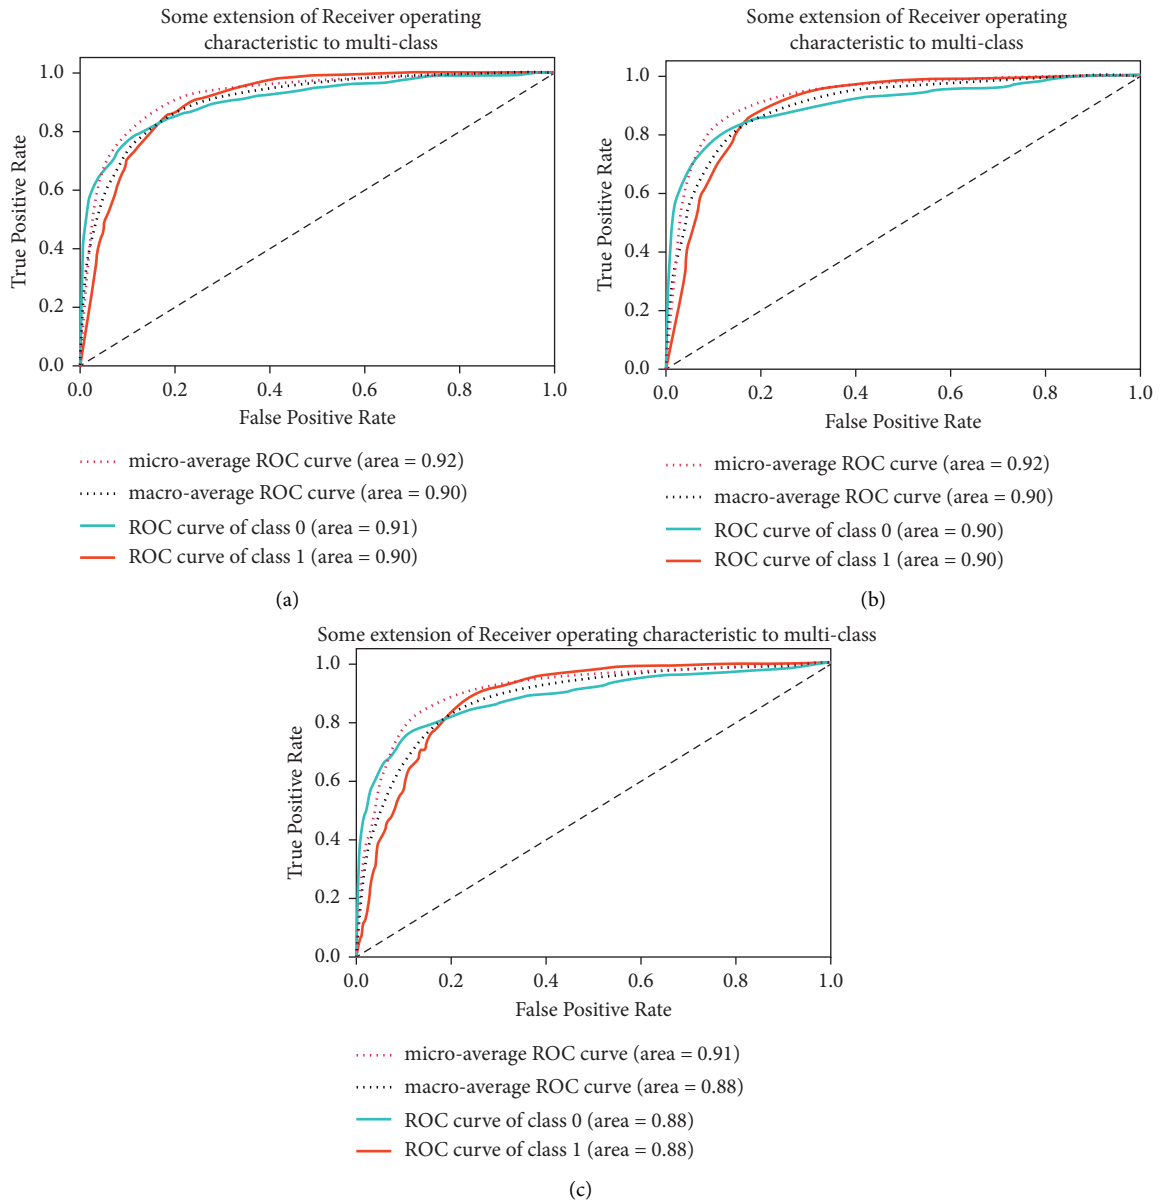 Some extension of Receiver operating
characteristic to multi-class
True Positive Rate
1.0
0.8
0.6
0.4
0.2
0.0
0.0 0.2 0.4 0.6 0.8 1.0
False Positive Rate
micro-average ROC curve (area = 0.92)
macro-average ROC curve (area = 0.90)
ROC curve of class 0 (area = 0.91)
ROC curve of class 1 (area = 0.90)
(a)
Some extension of Receiver operating
characteristic to multi-class
True Positive Rate
1.0
0.8
0.6
0.4
0.2
0.0
0.0 0.2 0.4 0.6 0.8 1.0
False Positive Rate
micro-average ROC curve (area = 0.92)
macro-average ROC curve (area = 0.90)
ROC curve of class 0 (area = 0.90)
ROC curve of class 1 (area = 0.90)
(b)
Some extension of Receiver operating characteristic to multi-class
True Positive Rate
1.0
0.8
0.6
0.4
0.2
0.0
0.0 0.2 0.4 0.6 0.8 1.0
False Positive Rate
micro-average ROC curve (area = 0.91)
macro-average ROC curve (area = 0.88)
ROC curve of class 0 (area = 0.88)
ROC curve of class 1 (area = 0.88)
(c)